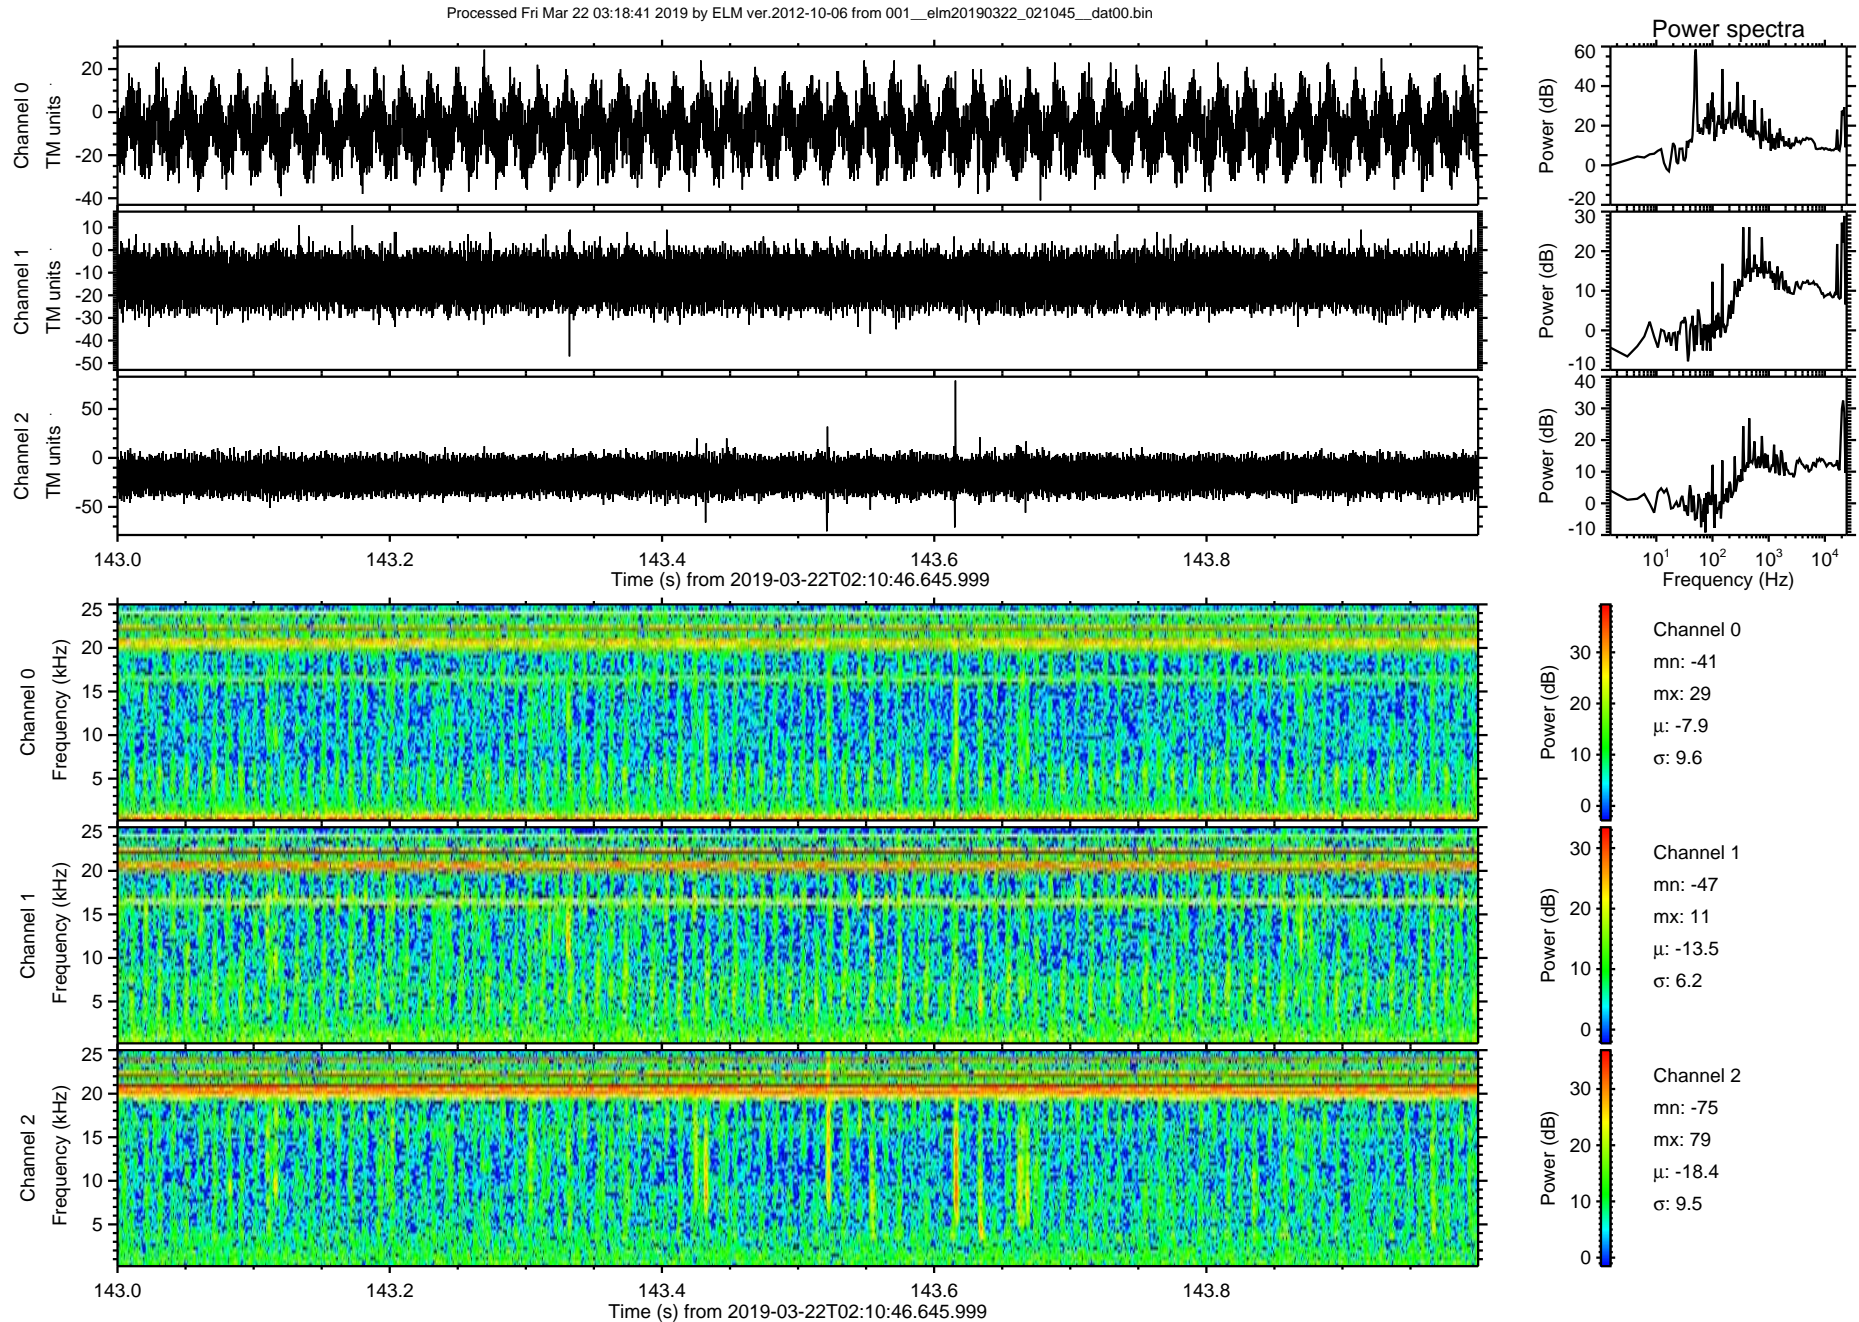 Processed Fri Mar 22 03:18:41 2019 by ELM ver.2012-10-06 from 001__elm20190322_021045__dat00.bin
Power spectra
Channel 0
TM units
20
0
-20
-40
Power (dB)
60
40
20
0
-20
Channel 1
TM units
10
0
-10
-20
-30
-40
-50
Power (dB)
30
20
10
0
-10
Channel 2
TM units
50
0
-50
Power (dB)
40
30
20
10
0
-10
143.0 143.2 143.4 143.6 143.8
Time (s) from 2019-03-22T02:10:46.645.999
10¹ 10² 10³ 10⁴
Frequency (Hz)
Channel 0
Frequency (kHz)
25
20
15
10
5
Power (dB)
30
20
10
0
Channel 0
mn: -41
mx: 29
μ: -7.9
σ: 9.6
Channel 1
Frequency (kHz)
25
20
15
10
5
Power (dB)
30
20
10
0
Channel 1
mn: -47
mx: 11
μ: -13.5
σ: 6.2
Channel 2
Frequency (kHz)
25
20
15
10
5
Power (dB)
30
20
10
0
Channel 2
mn: -75
mx: 79
μ: -18.4
σ: 9.5
143.0 143.2 143.4 143.6 143.8
Time (s) from 2019-03-22T02:10:46.645.999